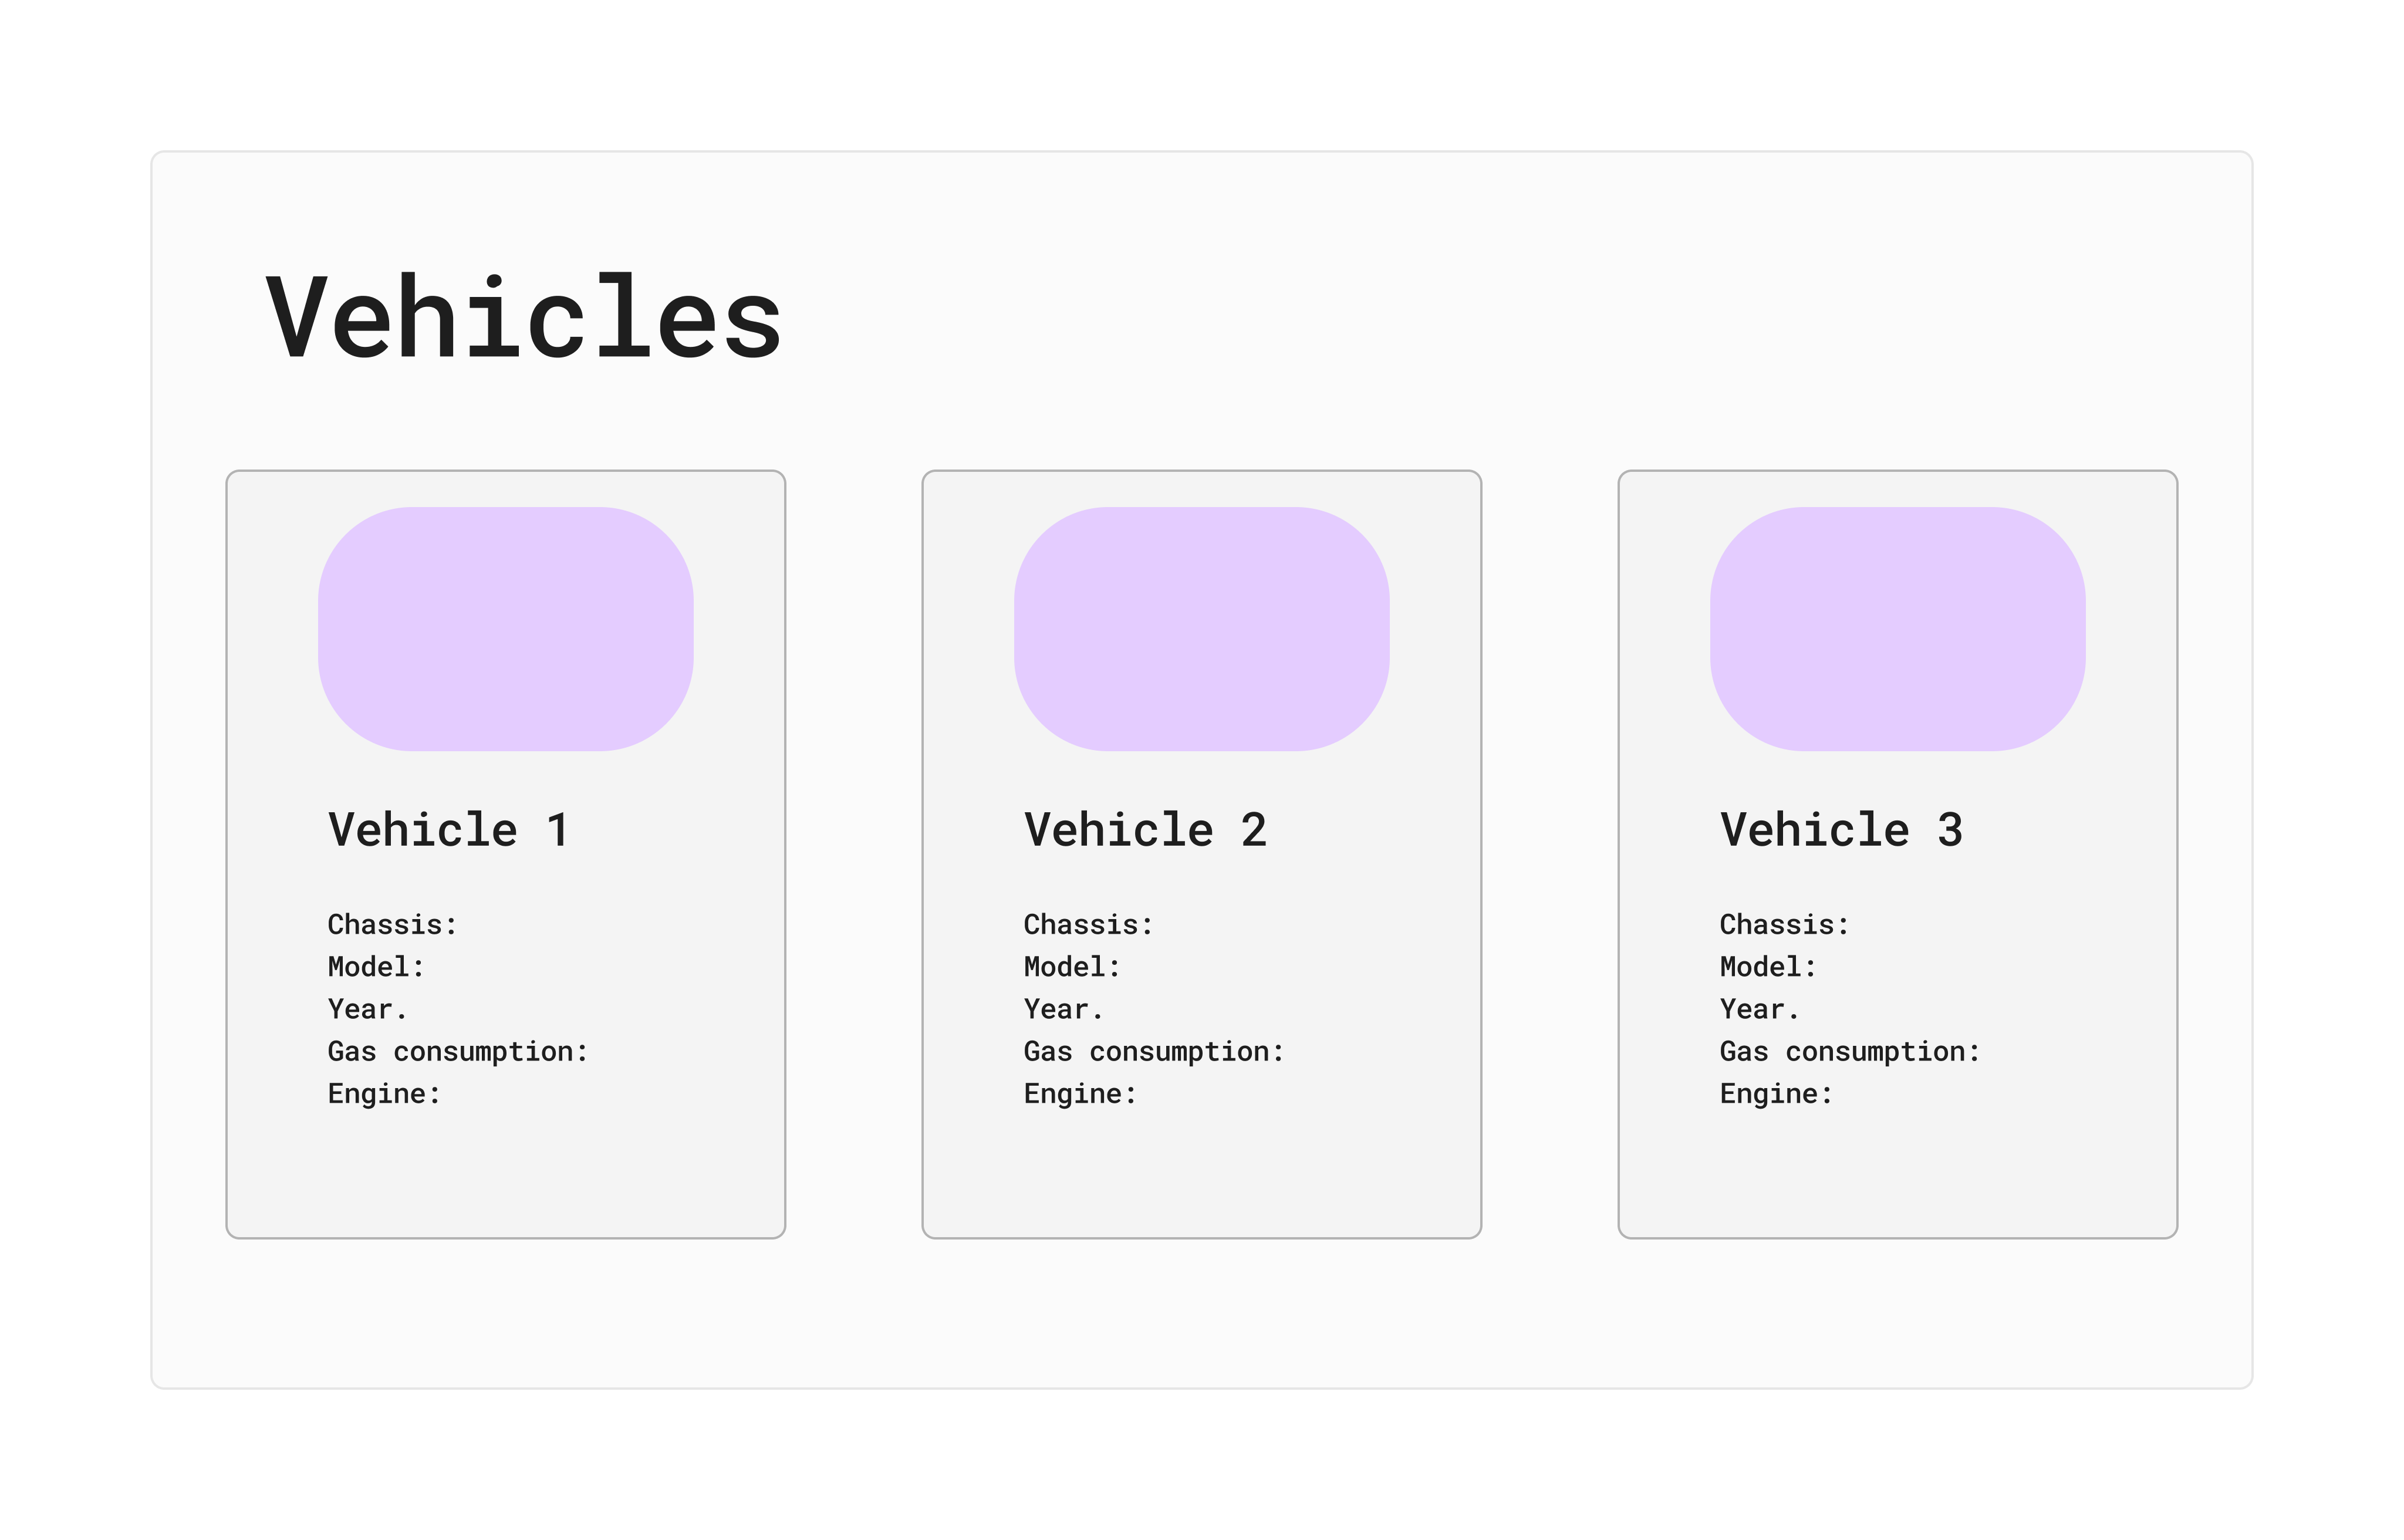 Vehicles
Vehicle 1
Chassis:
Model:
Year.
Gas consumption:
Engine:
Vehicle 2
Chassis:
Model:
Year.
Gas consumption:
Engine:
Vehicle 3
Chassis:
Model:
Year.
Gas consumption:
Engine: